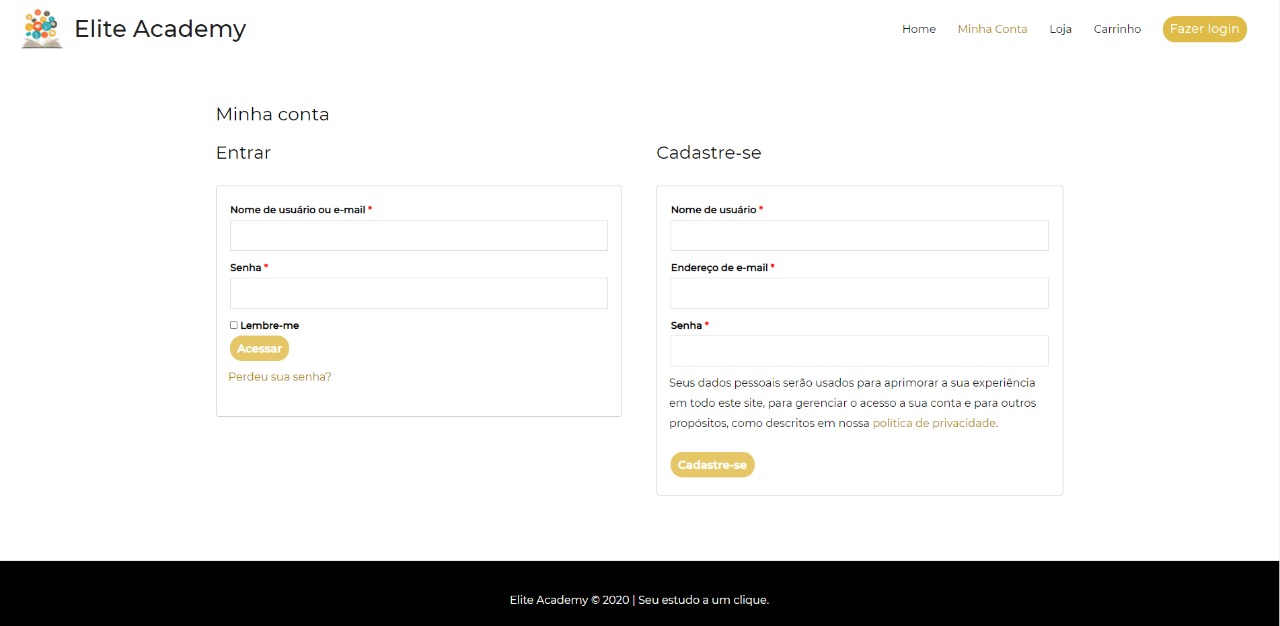 Elite Academy
Home
Minha Conta
Loja
Carrinho
Fazer login
Minha conta
Entrar
Nome de usuário ou e-mail *
Senha *
Lembre-me
Acessar
Perdeu sua senha?
Cadastre-se
Nome de usuário *
Endereço de e-mail *
Senha *
Seus dados pessoais serão usados para aprimorar a sua experiência
em todo este site, para gerenciar o acesso a sua conta e para outros
propósitos, como descritos em nossa política de privacidade.
Cadastre-se
Elite Academy © 2020 | Seu estudo a um clique.